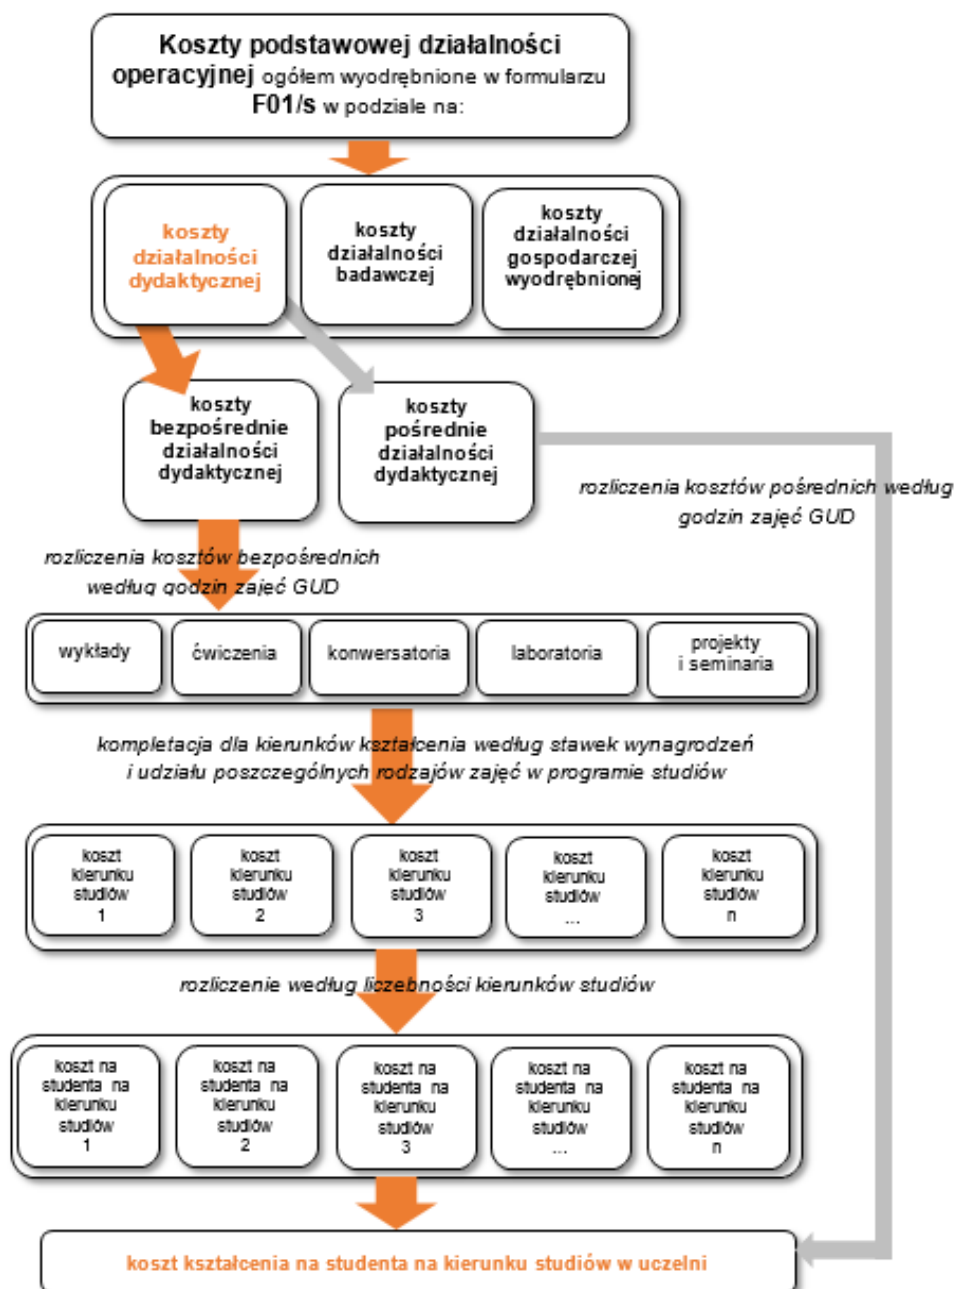 Koszty podstawowej działalności
operacyjnej ogółem wyodrębnione w formularzu
F01/s w podziale na:
koszty
działalności
dydaktycznej
koszty
działalności
badawczej
koszty
działalności
gospodarczej
wyodrębnionej
koszty
bezpośrednie
działalności
dydaktycznej
koszty
pośrednie
działalności
dydaktycznej
rozliczenia kosztów pośrednich według
godzin zajęć GUD
rozliczenia kosztów bezpośrednich
według godzin zajęć GUD
wykłady
ćwiczenia
konwersatoria
laboratoria
projekty
i seminaria
kompletacja dla kierunków kształcenia według stawek wynagrodzeń
i udziału poszczególnych rodzajów zajęć w programie studiów
koszt
kierunku
studiów
1
koszt
kierunku
studiów
2
koszt
kierunku
studiów
3
koszt
kierunku
studiów
...
koszt
kierunku
studiów
n
rozliczenie według liczebności kierunków studiów
koszt na
studenta na
kierunku
studiów
1
koszt na
studenta na
kierunku
studiów
2
koszt na
studenta na
kierunku
studiów
3
koszt na
studenta na
kierunku
studiów
...
koszt na
studenta na
kierunku
studiów
n
koszt kształcenia na studenta na kierunku studiów w uczelni